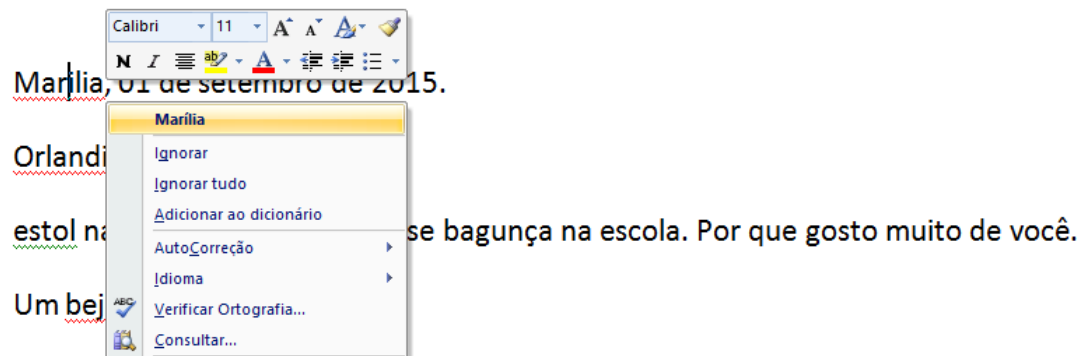 Calibri 11
Marilia, 01 de setembro de 2015.
Marília
Orlandi
Ignorar
Ignorar tudo
Adicionar ao dicionário
estol na se bagunça na escola. Por que gosto muito de você.
AutoCorreção
Idioma
Um bej
Verificar Ortografia...
Consultar...